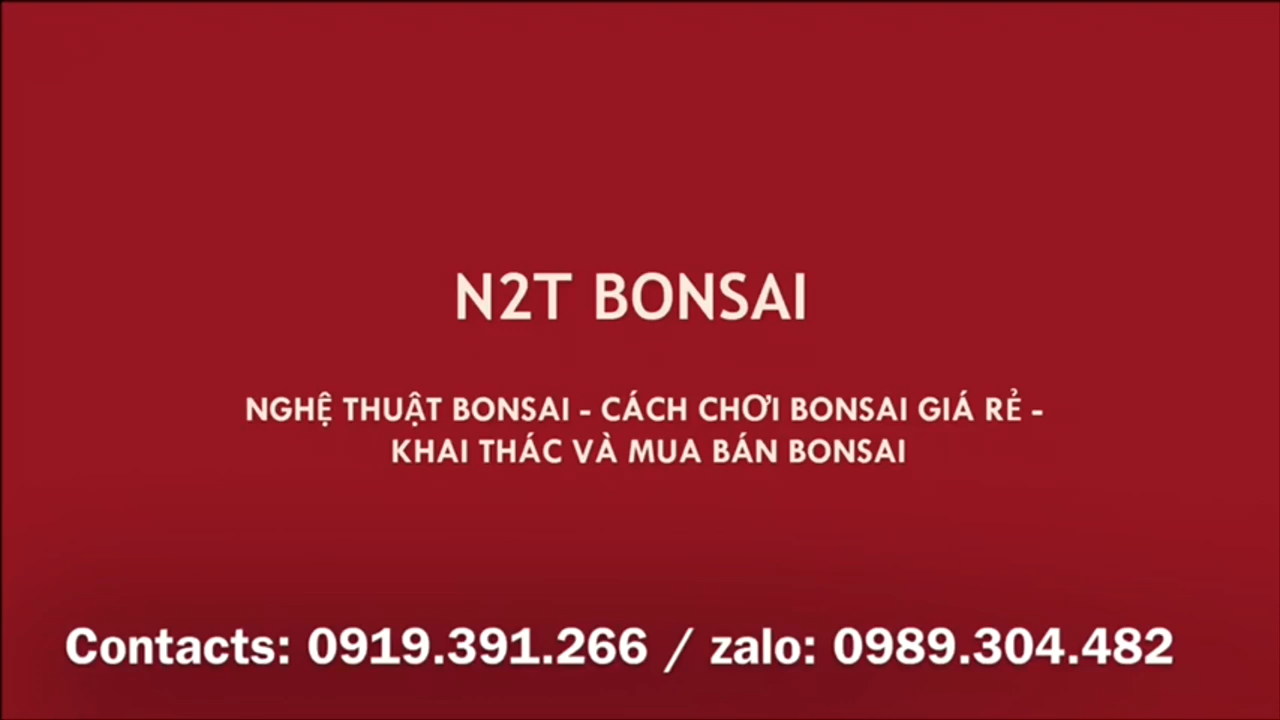 N2T BONSAI
NGHỆ THUẬT BONSAI - CÁCH CHƠI BONSAI GIÁ RẺ -
KHAI THÁC VÀ MUA BÁN BONSAI
Contacts: 0919.391.266 / zalo: 0989.304.482